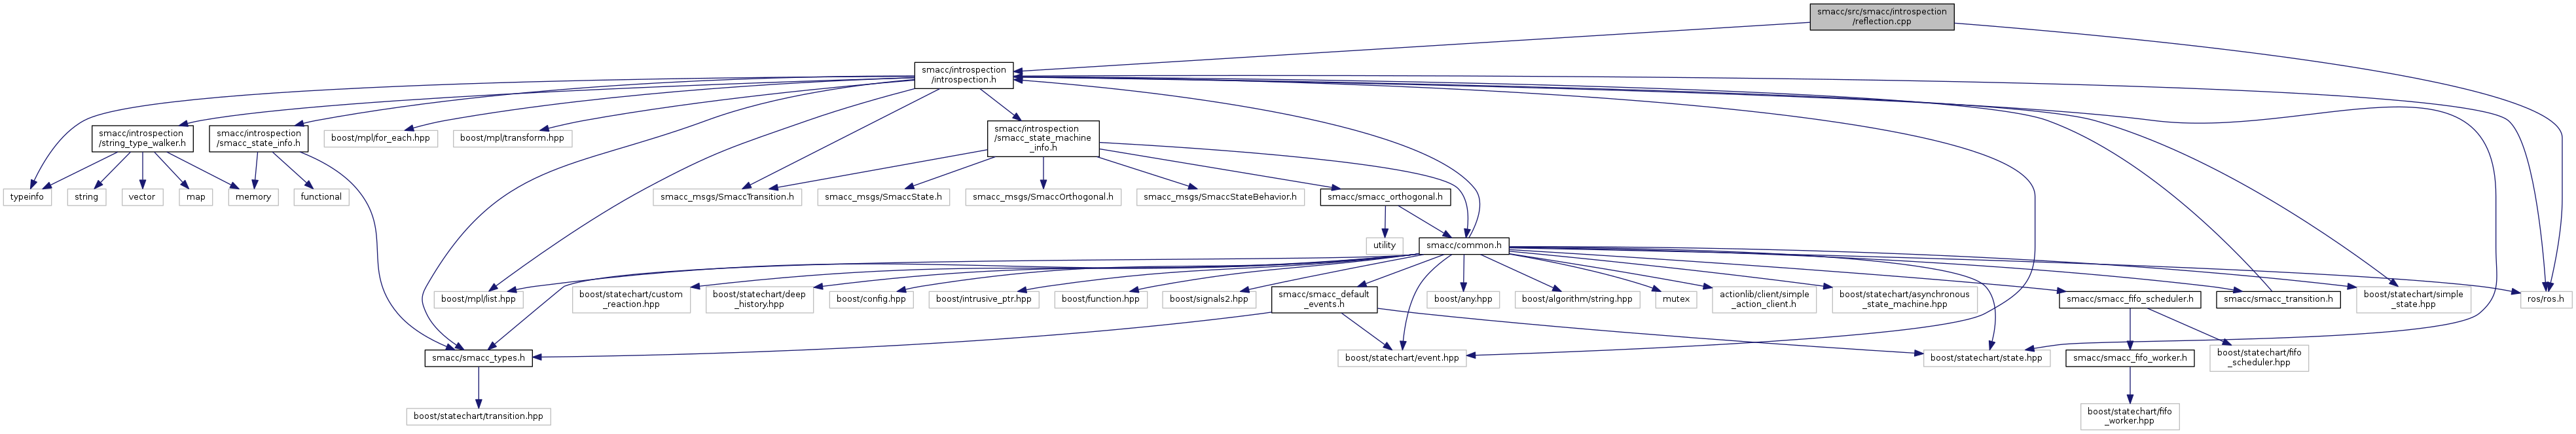 smacc/src/smacc/introspection
/reflection.cpp
smacc/introspection
/introspection.h
smacc/introspection
/string_type_walker.h
smacc/introspection
/smacc_state_info.h
boost/mpl/for_each.hpp
boost/mpl/transform.hpp
smacc/introspection
/smacc_state_machine
_info.h
typeinfo
string
vector
map
memory
functional
smacc_msgs/SmaccTransition.h
smacc_msgs/SmaccState.h
smacc_msgs/SmaccOrthogonal.h
smacc_msgs/SmaccStateBehavior.h
smacc/smacc_orthogonal.h
utility
smacc/common.h
boost/mpl/list.hpp
boost/statechart/custom
_reaction.hpp
boost/statechart/deep
_history.hpp
boost/config.hpp
boost/intrusive_ptr.hpp
boost/function.hpp
boost/signals2.hpp
smacc/smacc_default
_events.h
boost/any.hpp
boost/algorithm/string.hpp
mutex
actionlib/client/simple
_action_client.h
boost/statechart/asynchronous
_state_machine.hpp
smacc/smacc_fifo_scheduler.h
smacc/smacc_transition.h
boost/statechart/simple
_state.hpp
ros/ros.h
smacc/smacc_types.h
boost/statechart/event.hpp
boost/statechart/state.hpp
smacc/smacc_fifo_worker.h
boost/statechart/fifo
_scheduler.hpp
boost/statechart/transition.hpp
boost/statechart/fifo
_worker.hpp